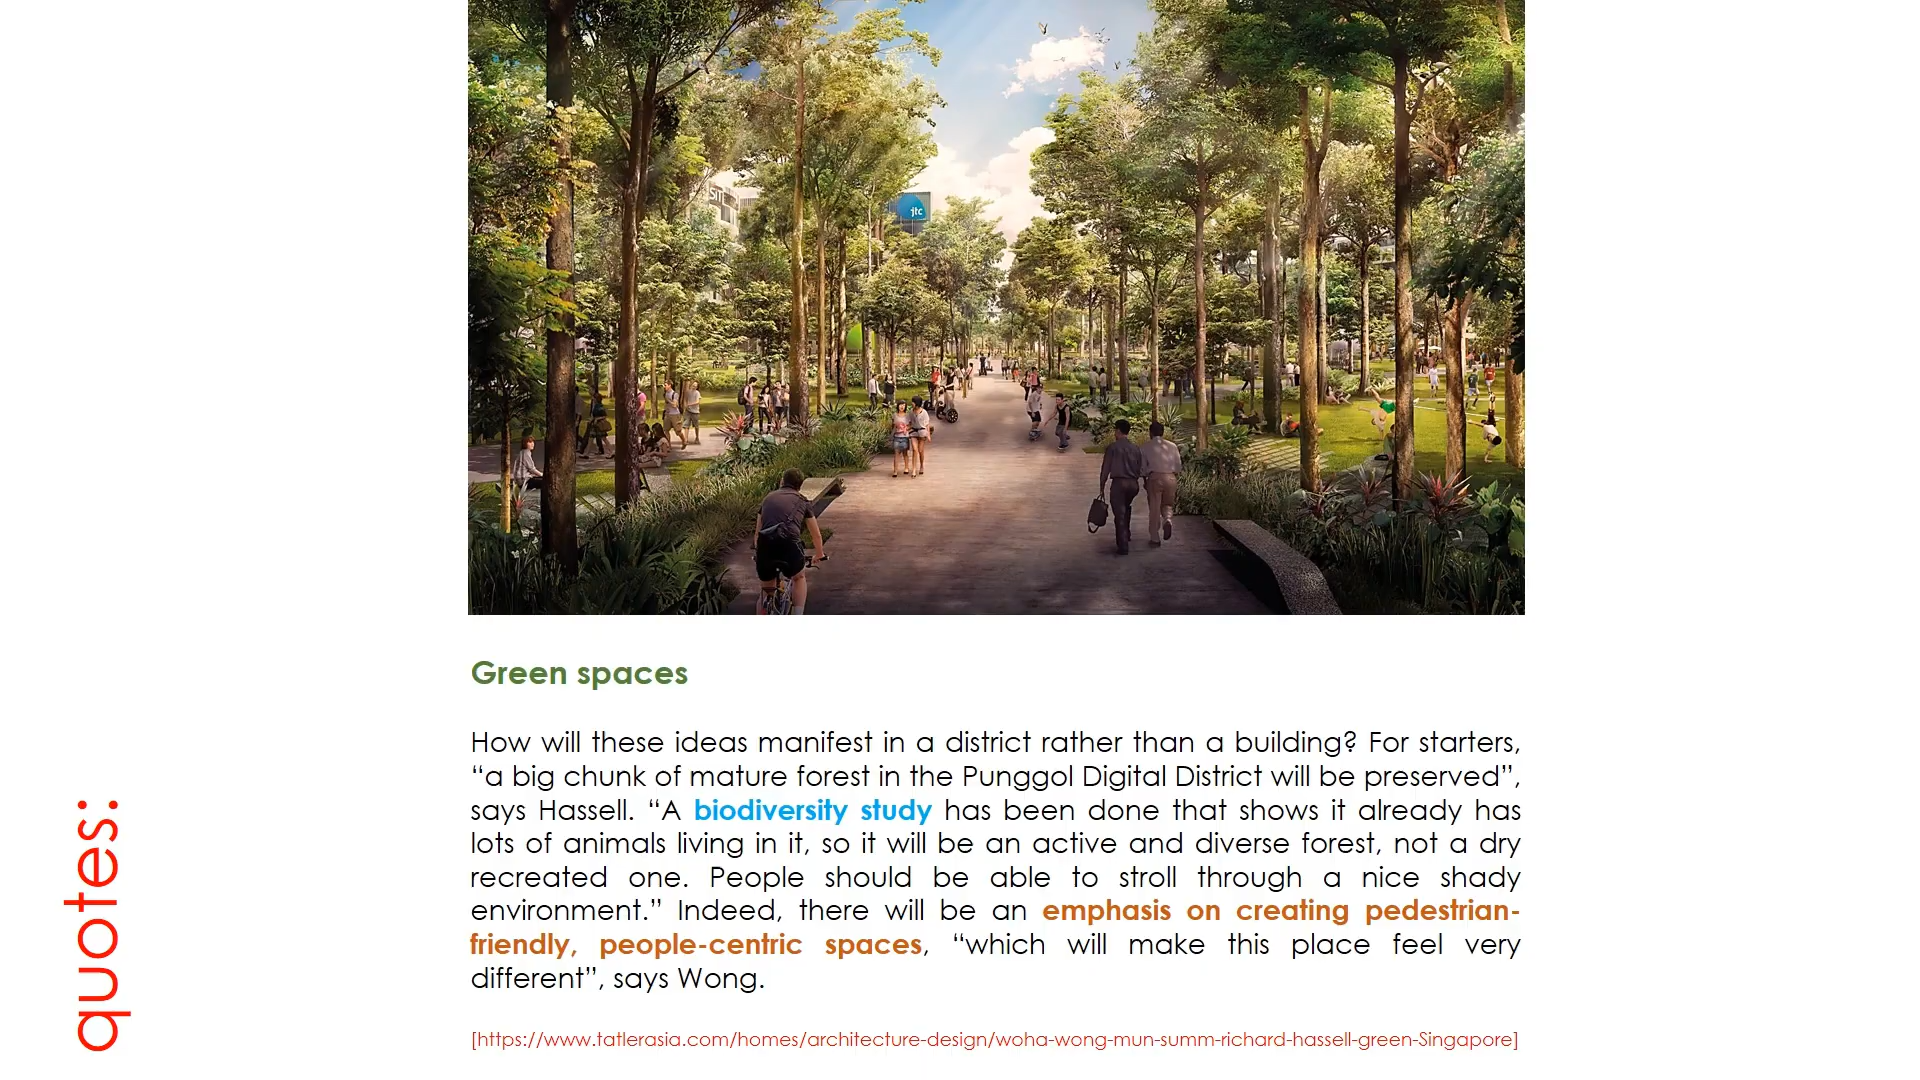 SIT
jtc
Green spaces
How will these ideas manifest in a district rather than a building? For starters,
“a big chunk of mature forest in the Punggol Digital District will be preserved”,
says Hassell. “A biodiversity study has been done that shows it already has
lots of animals living in it, so it will be an active and diverse forest, not a dry
recreated one. People should be able to stroll through a nice shady
environment.” Indeed, there will be an emphasis on creating pedestrian-
friendly, people-centric spaces, “which will make this place feel very
different”, says Wong.
[https://www.tatlerasia.com/homes/architecture-design/woha-wong-mun-summ-richard-hassell-green-Singapore]
quotes: